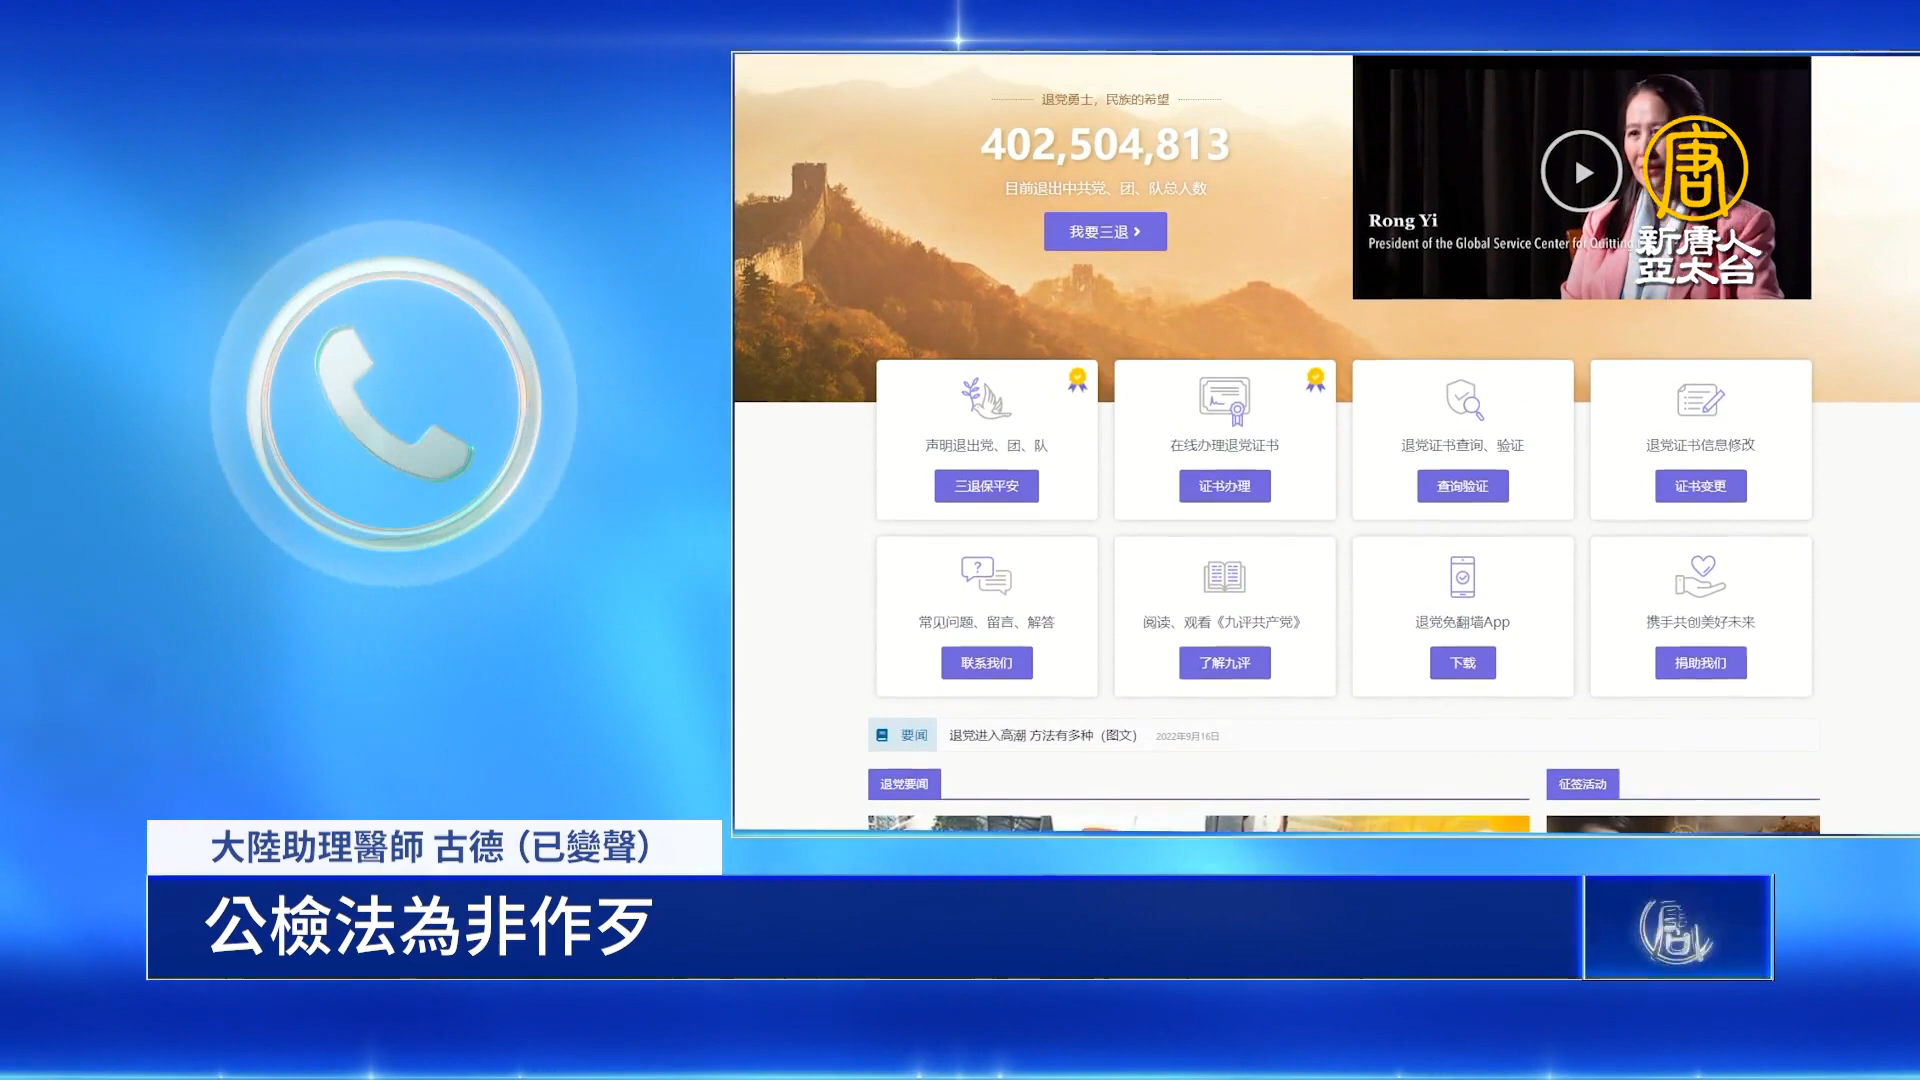 退党勇士，民族的希望
402,504,813
目前退出中共党、团、队总人数
我要三退
Rong Yi
President of the Global Service Center for Quitting
唐
新唐人
亞太台
声明退出党、团、队
三退保平安
在线办理退党证书
证书办理
退党证书查询、验证
查询验证
退党证书信息修改
证书变更
常见问题、留言、解答
联系我们
阅读、观看《九评共产党》
了解九评
退党免翻墙App
下载
携手共创美好未来
捐助我们
要闻 退党进入高潮 方法有多种（图文） 2022年9月16日
退党要闻
征签活动
大陸助理醫師 古德（已變聲）
公檢法為非作歹
唐